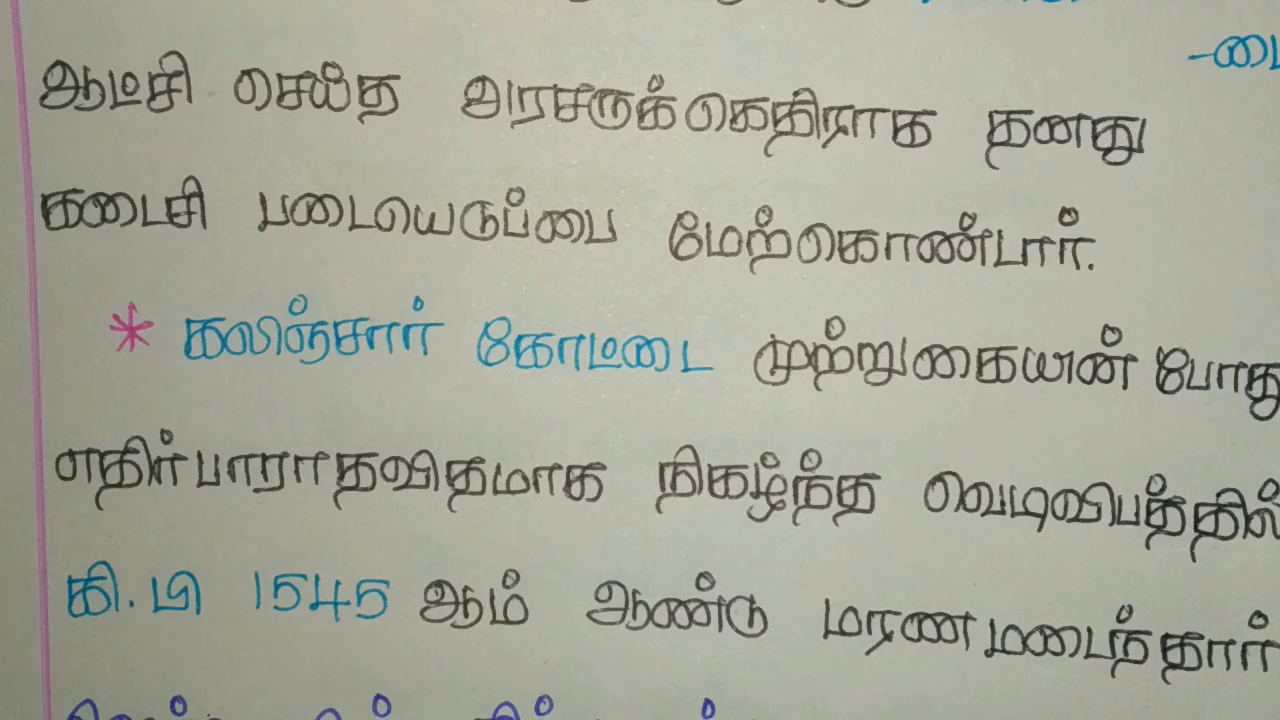 -டை
ஆட்சி செய்த அரசருக்கெதிராக தனது
கடைசி படையெடுப்பை மேற்கொண்டார்.
* கலிந்சார் கோட்டை முற்றுகையின் போது
எதிர்பாராதவிதமாக நிகழ்ந்த வெடிவிபத்தில்
கி.பி 1545 ஆம் ஆண்டு மரணமடைந்தார்